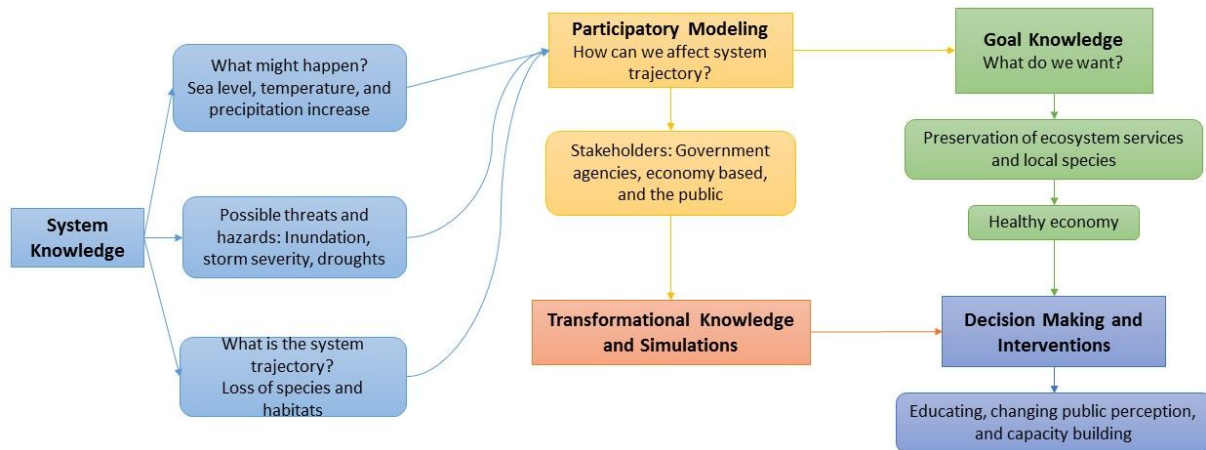 System
Knowledge
What might happen?
Sea level, temperature, and
precipitation increase
Possible threats and
hazards: Inundation,
storm severity, droughts
What is the system
trajectory?
Loss of species and
habitats
Participatory Modeling
How can we affect system
trajectory?
Stakeholders: Government
agencies, economy based,
and the public
Transformational Knowledge
and Simulations
Goal Knowledge
What do we want?
Preservation of ecosystem services
and local species
Healthy economy
Decision Making and
Interventions
Educating, changing public perception,
and capacity building